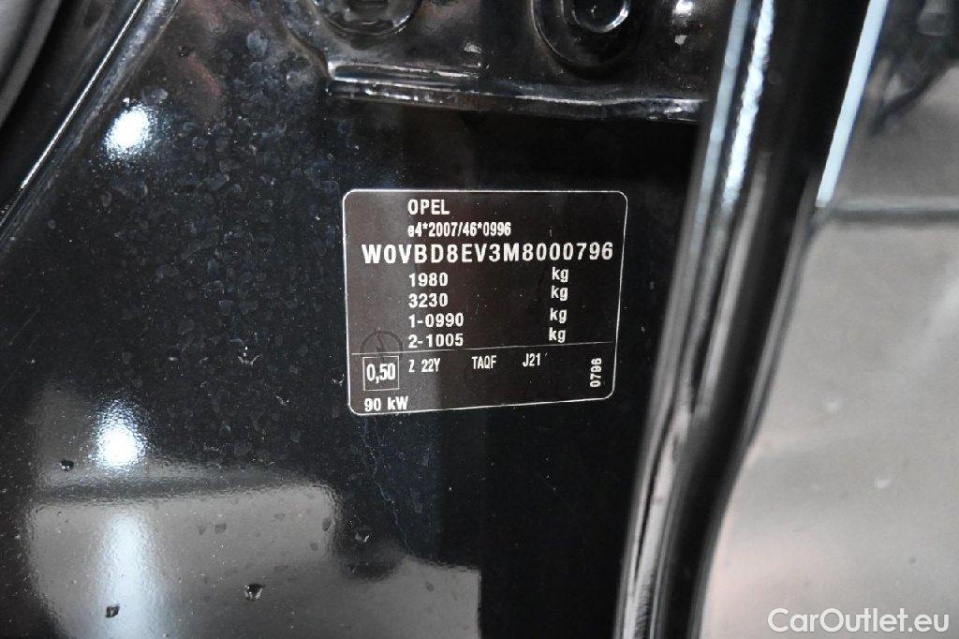 OPEL
e4*2007/46*0996
W0VBD8EV3M8000796
1980 kg
3230 kg
1-0990 kg
2-1005 kg
0,50 Z 22Y TAQF J21 0796
90 kW
CarOutlet.eu